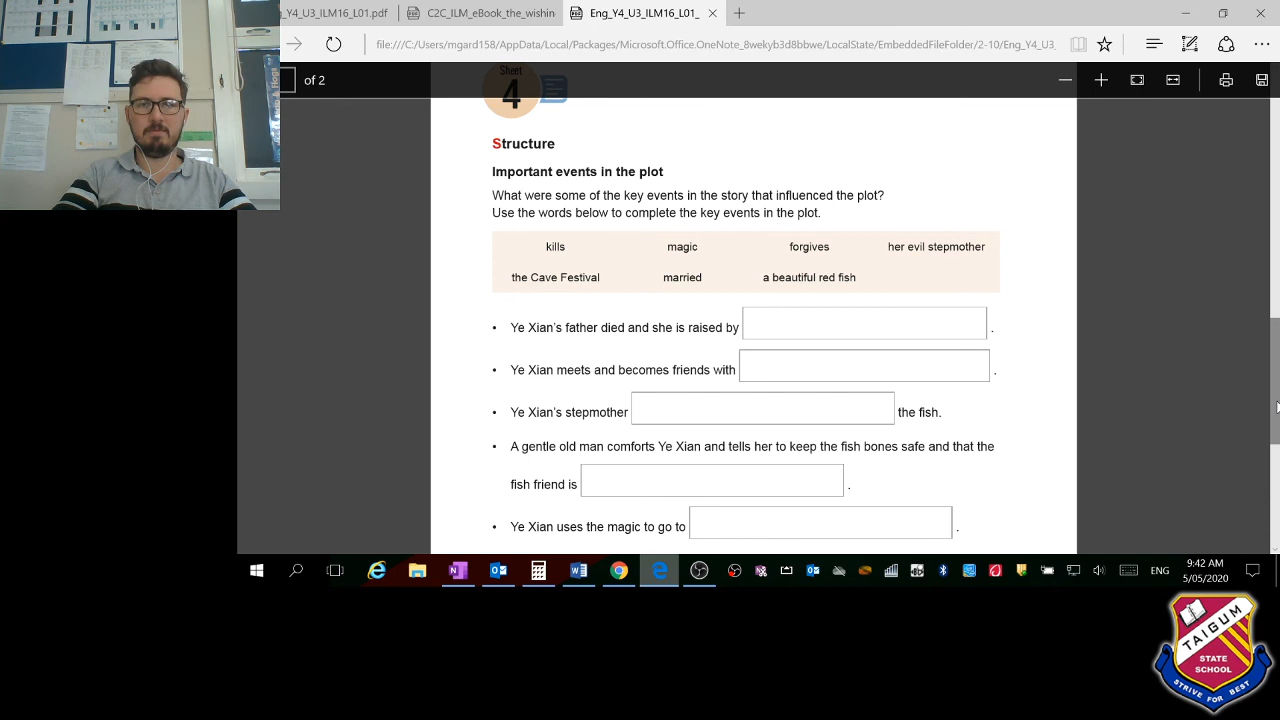 _Y4_U3_ILM16_L01.pdf
C2C_ILM_eBook_the_wishin
Eng_Y4_U3_ILM16_L01_
file:///C:/Users/mgard158/AppData/Local/Packages/Microsoft.Office.OneNote_8wekyb3d8bbwe/LocalState/EmbeddedFileFolder/2-10/Eng_Y4_U3_
of 2
Sheet
4
Structure
Important events in the plot
What were some of the key events in the story that influenced the plot?
Use the words below to complete the key events in the plot.
kills magic forgives her evil stepmother
the Cave Festival married a beautiful red fish
• Ye Xian's father died and she is raised by .
• Ye Xian meets and becomes friends with .
• Ye Xian's stepmother the fish.
• A gentle old man comforts Ye Xian and tells her to keep the fish bones safe and that the
fish friend is .
• Ye Xian uses the magic to go to .
ENG
9:42 AM
5/05/2020
TAIGUM
STATE
SCHOOL
STRIVE FOR BEST